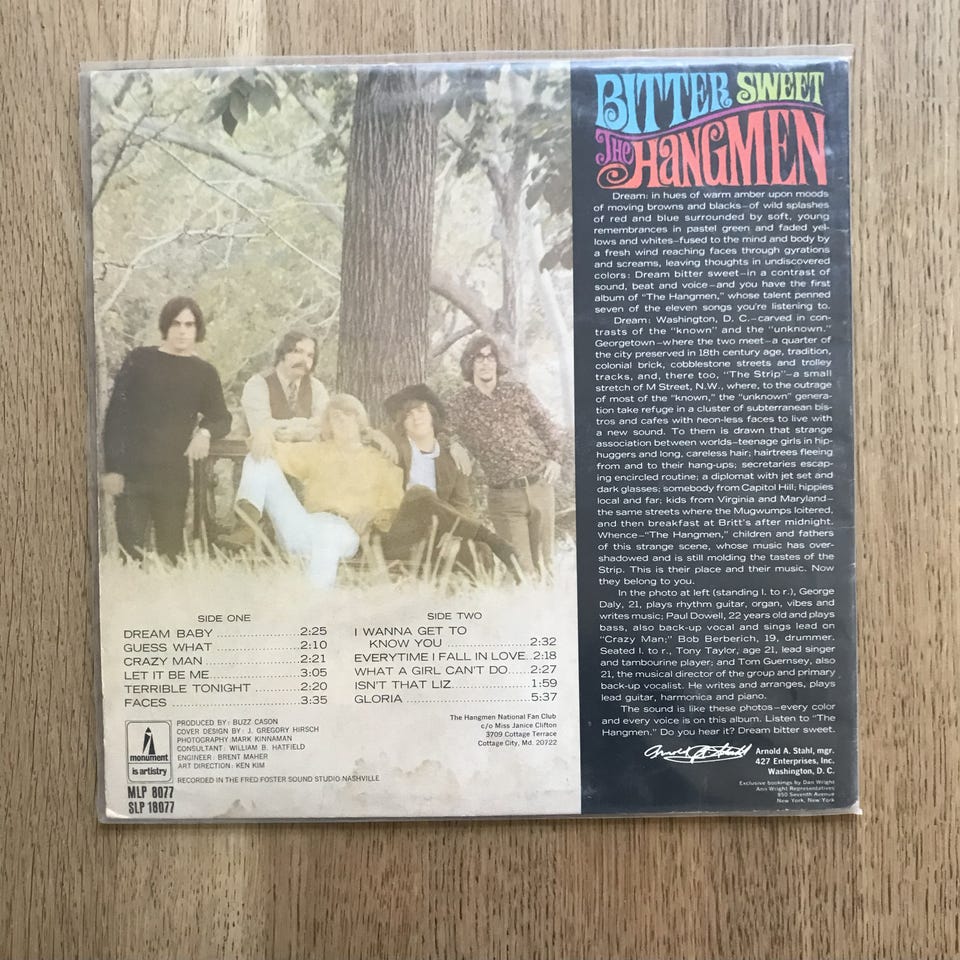 BITTER SWEET
THE HANGMEN
Dream: in hues of warm amber upon moods
of moving browns and blacks—of wild splashes
of red and blue surrounded by soft, young
remembrances in pastel green and faded yel-
lows and whites—fused to the mind and body by
a fresh wind reaching faces through gyrations
and screams, leaving thoughts in undiscovered
colors: Dream bitter sweet—in a contrast of
sound, beat and voice—and you have the first
album of "The Hangmen," whose talent penned
seven of the eleven songs you're listening to.
Dream: Washington, D. C.—carved in con-
trasts of the "known" and the "unknown."
Georgetown—where the two meet—a quarter of
the city preserved in 18th century age, tradition,
colonial brick, cobblestone streets and trolley
tracks, and, there too, "The Strip"—a small
stretch of M Street, N.W., where, to the outrage
of most of the "known," the "unknown" genera-
tion take refuge in a cluster of subterranean bis-
tros and cafes with neon-less faces to live with
a new sound. To them is drawn that strange
association between worlds—teenage girls in hip-
huggers and long, careless hair; hairtrees fleeing
from and to their hang-ups; secretaries escap-
ing encircled routine; a diplomat with jet set and
dark glasses; somebody from Capitol Hill; hippies
local and far; kids from Virginia and Maryland—
the same streets where the Mugwumps loitered,
and then breakfast at Britt's after midnight.
Whence—"The Hangmen," children and fathers
of this strange scene, whose music has over-
shadowed and is still molding the tastes of the
Strip. This is their place and their music. Now
they belong to you.
In the photo at left (standing l. to r.), George
Daly, 21, plays rhythm guitar, organ, vibes and
writes music; Paul Dowell, 22 years old and plays
bass, also back-up vocal and sings lead on
"Crazy Man;" Bob Berberich, 19, drummer.
Seated l. to r., Tony Taylor, age 21, lead singer
and tambourine player; and Tom Guernsey, also
21, the musical director of the group and primary
back-up vocalist. He writes and arranges, plays
lead guitar, harmonica and piano.
The sound is like these photos—every color
and every voice is on this album. Listen to "The
Hangmen." Do you hear it? Dream bitter sweet.
Arnold A. Stahl
Arnold A. Stahl, mgr.
427 Enterprises, Inc.
Washington, D. C.
Exclusive bookings by Dan Wright
Ann Wright Representatives
850 Seventh Avenue
New York, New York
SIDE ONE
DREAM BABY ..................2:25
GUESS WHAT ..................2:10
CRAZY MAN ..................2:21
LET IT BE ME ..................3:05
TERRIBLE TONIGHT ..................2:20
FACES ..................3:35
SIDE TWO
I WANNA GET TO
KNOW YOU ..................2:32
EVERYTIME I FALL IN LOVE..2:18
WHAT A GIRL CAN'T DO.....2:27
ISN'T THAT LIZ..................1:59
GLORIA ..................5:37
monument
is artistry
PRODUCED BY: BUZZ CASON
COVER DESIGN BY: J. GREGORY HIRSCH
PHOTOGRAPHY: MARK KINNAMAN
CONSULTANT: WILLIAM B. HATFIELD
ENGINEER: BRENT MAHER
ART DIRECTION: KEN KIM
RECORDED IN THE FRED FOSTER SOUND STUDIO NASHVILLE
MLP 8077
SLP 18077
The Hangmen National Fan Club
c/o Miss Janice Clifton
3709 Cottage Terrace
Cottage City, Md. 20722